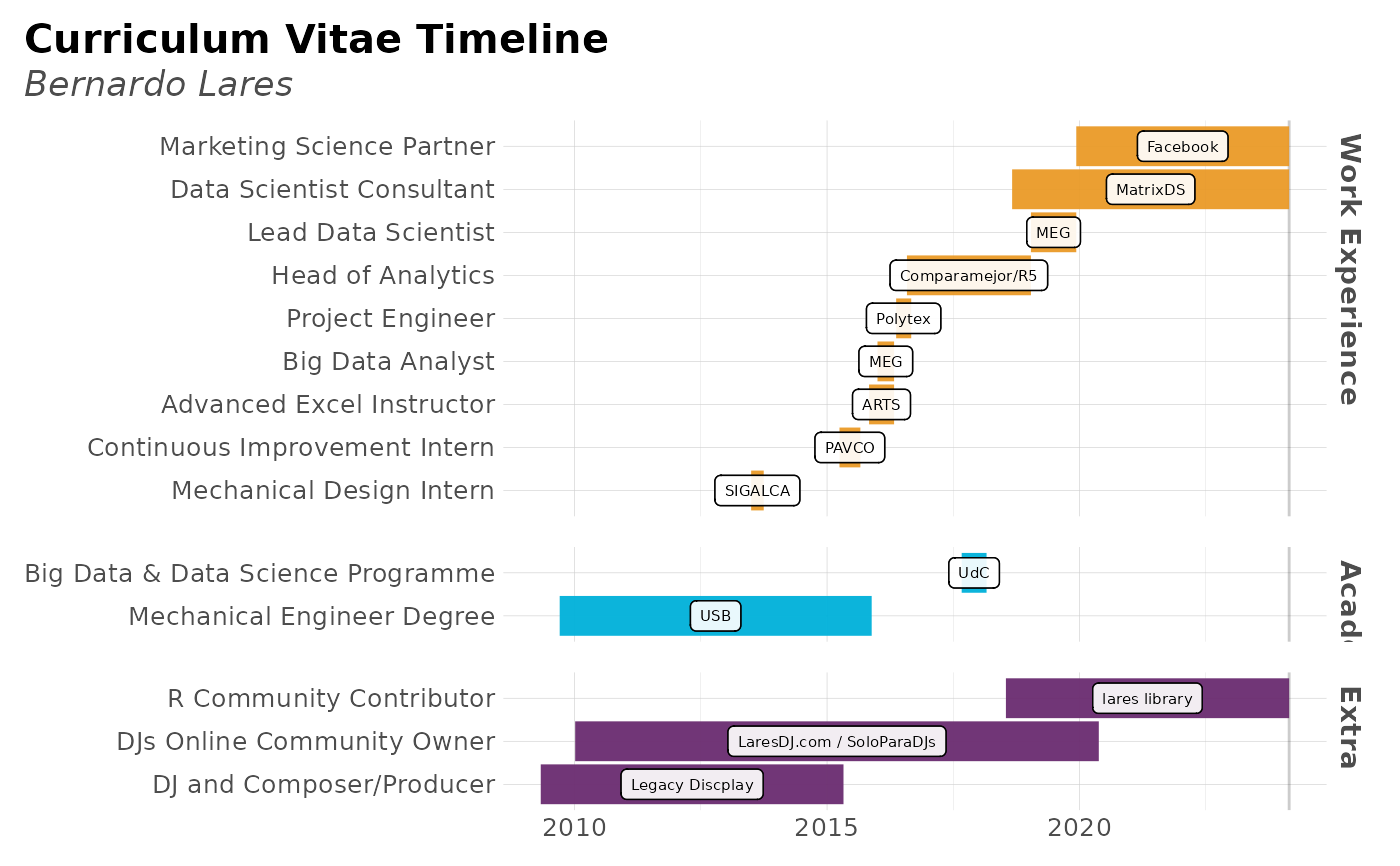 Curriculum Vitae Timeline
Bernardo Lares
Marketing Science Partner
Facebook
Data Scientist Consultant
MatrixDS
Lead Data Scientist
MEG
Head of Analytics
Comparamejor/R5
Project Engineer
Polytex
Big Data Analyst
MEG
Advanced Excel Instructor
ARTS
Continuous Improvement Intern
PAVCO
Mechanical Design Intern
SIGALCA
Work Experience
Big Data & Data Science Programme
UdC
Mechanical Engineer Degree
USB
R Community Contributor
lares library
DJs Online Community Owner
LaresDJ.com / SoloParaDJs
DJ and Composer/Producer
Legacy Discplay
Extra
2010 2015 2020